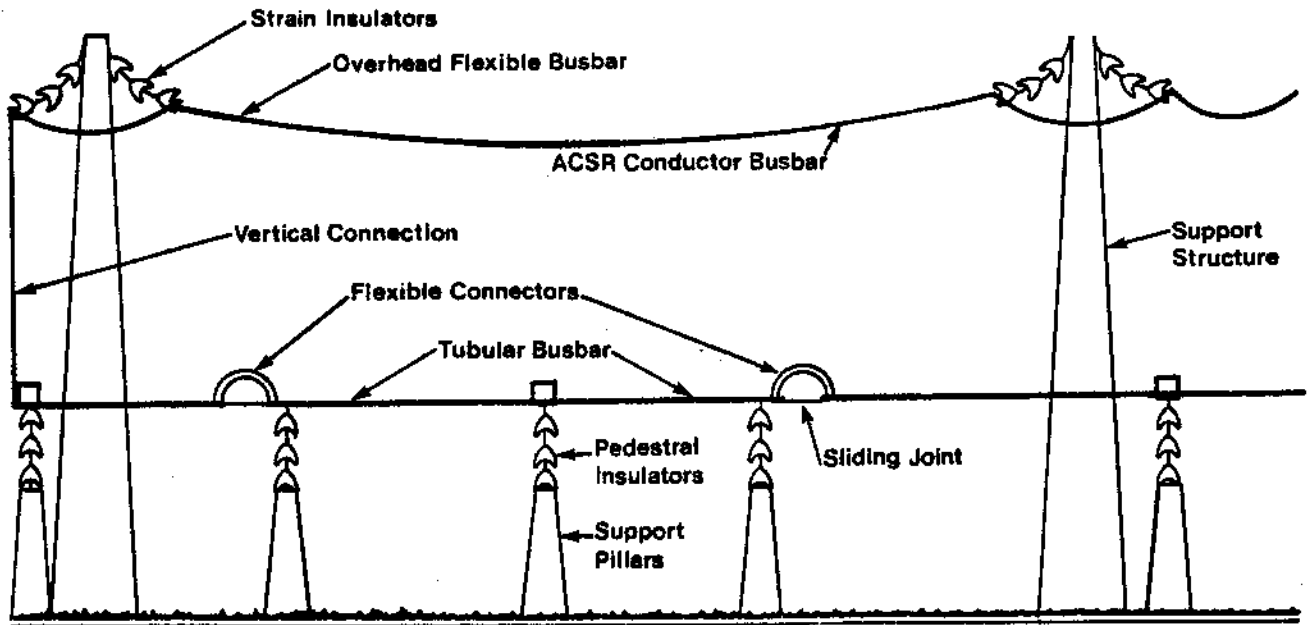 Strain Insulators
Overhead Flexible Busbar
ACSR Conductor Busbar
Vertical Connection
Support
Structure
Flexible Connectors
Tubular Busbar
Pedestral
Insulators
Sliding Joint
Support
Pillars